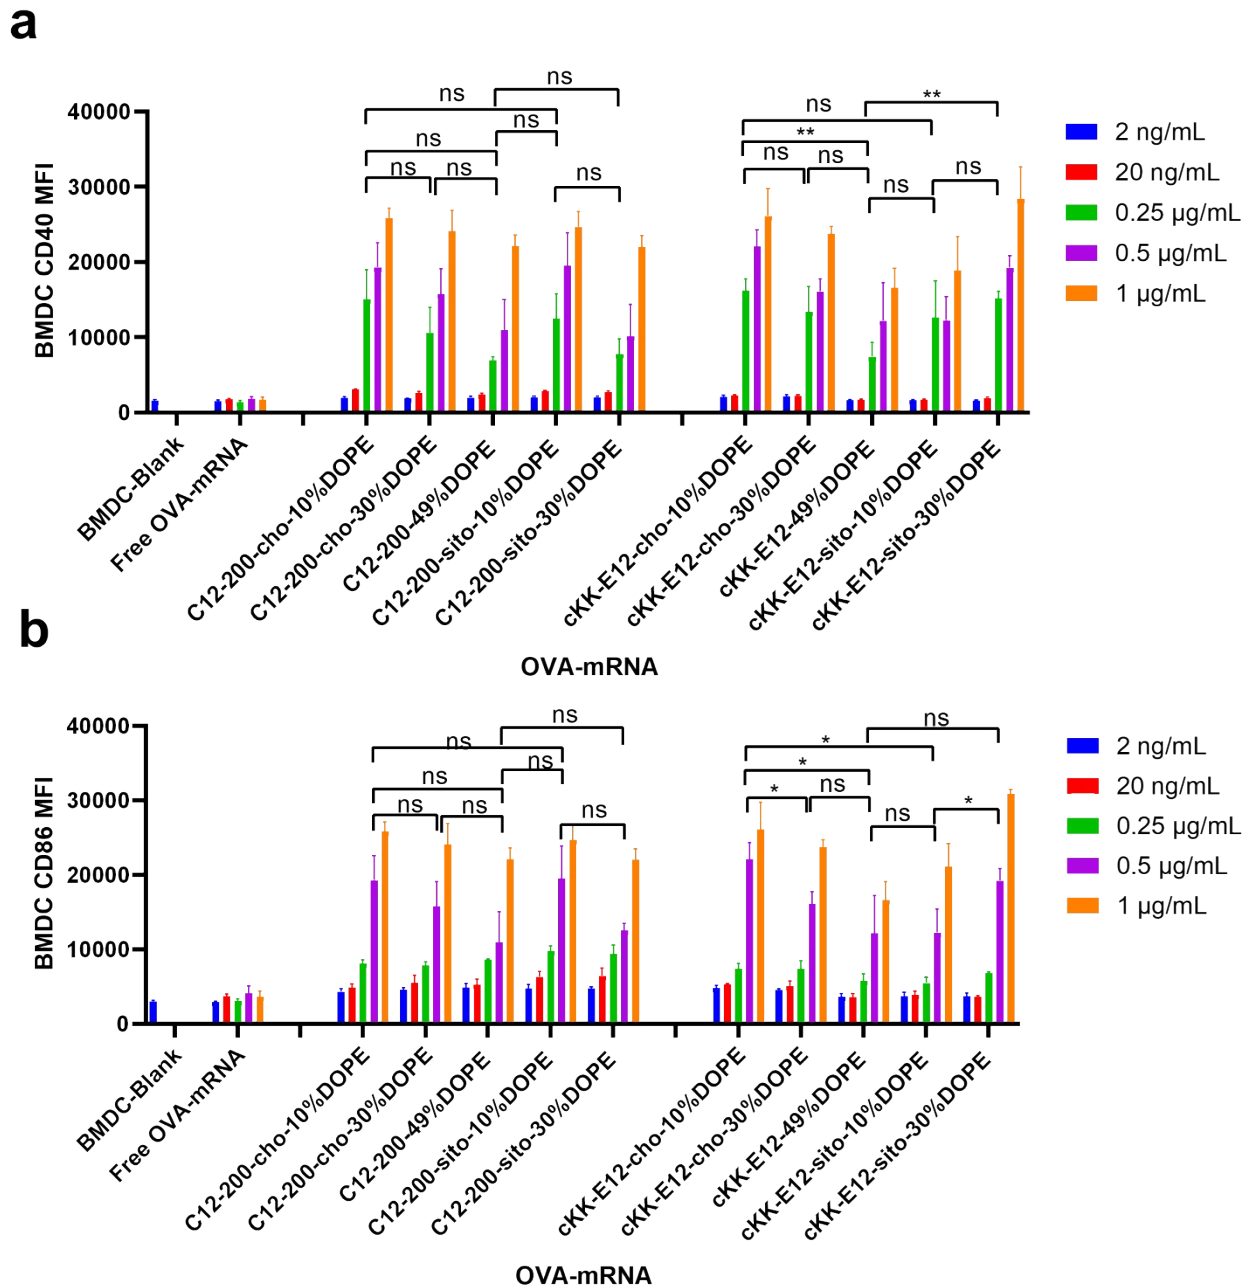 a
ns
ns
ns
ns
ns
ns
ns
ns
**
ns
**
ns
ns
ns
ns
40000
30000
20000
10000
0
BMDC CD40 MFI
2 ng/mL
20 ng/mL
0.25 µg/mL
0.5 µg/mL
1 µg/mL
BMDC-Blank
Free OVA-mRNA
C12-200-cho-10%DOPE
C12-200-cho-30%DOPE
C12-200-49%DOPE
C12-200-sito-10%DOPE
C12-200-sito-30%DOPE
cKK-E12-cho-10%DOPE
cKK-E12-cho-30%DOPE
cKK-E12-49%DOPE
cKK-E12-sito-10%DOPE
cKK-E12-sito-30%DOPE
OVA-mRNA
b
ns
ns
ns
ns
ns
ns
ns
ns
*
*
*
ns
ns
*
40000
30000
20000
10000
0
BMDC CD86 MFI
2 ng/mL
20 ng/mL
0.25 µg/mL
0.5 µg/mL
1 µg/mL
BMDC-Blank
Free OVA-mRNA
C12-200-cho-10%DOPE
C12-200-cho-30%DOPE
C12-200-49%DOPE
C12-200-sito-10%DOPE
C12-200-sito-30%DOPE
cKK-E12-cho-10%DOPE
cKK-E12-cho-30%DOPE
cKK-E12-49%DOPE
cKK-E12-sito-10%DOPE
cKK-E12-sito-30%DOPE
OVA-mRNA